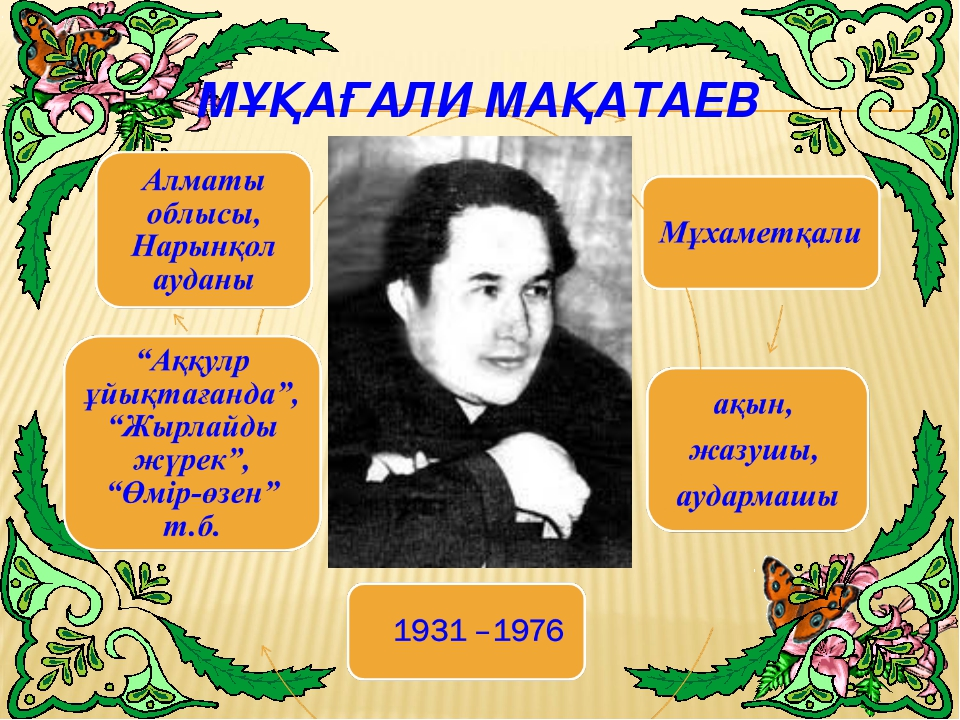 МҰҚАҒАЛИ МАҚАТАЕВ
Алматы
облысы,
Нарынқол
ауданы
Мұхаметқали
“Аққулр
ұйықтағанда”,
“Жырлайды
жүрек”,
“Өмір-өзен”
т.б.
ақын,
жазушы,
аудармашы
1931 –1976